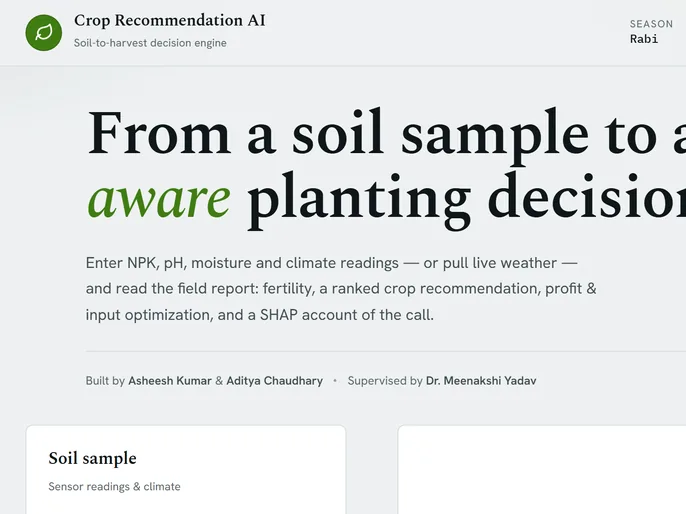 Crop Recommendation AI
Soil-to-harvest decision engine
SEASON
Rabi
From a soil sample to a
aware planting decision
Enter NPK, pH, moisture and climate readings — or pull live weather —
and read the field report: fertility, a ranked crop recommendation, profit &
input optimization, and a SHAP account of the call.
Built by Asheesh Kumar & Aditya Chaudhary • Supervised by Dr. Meenakshi Yadav
Soil sample
Sensor readings & climate